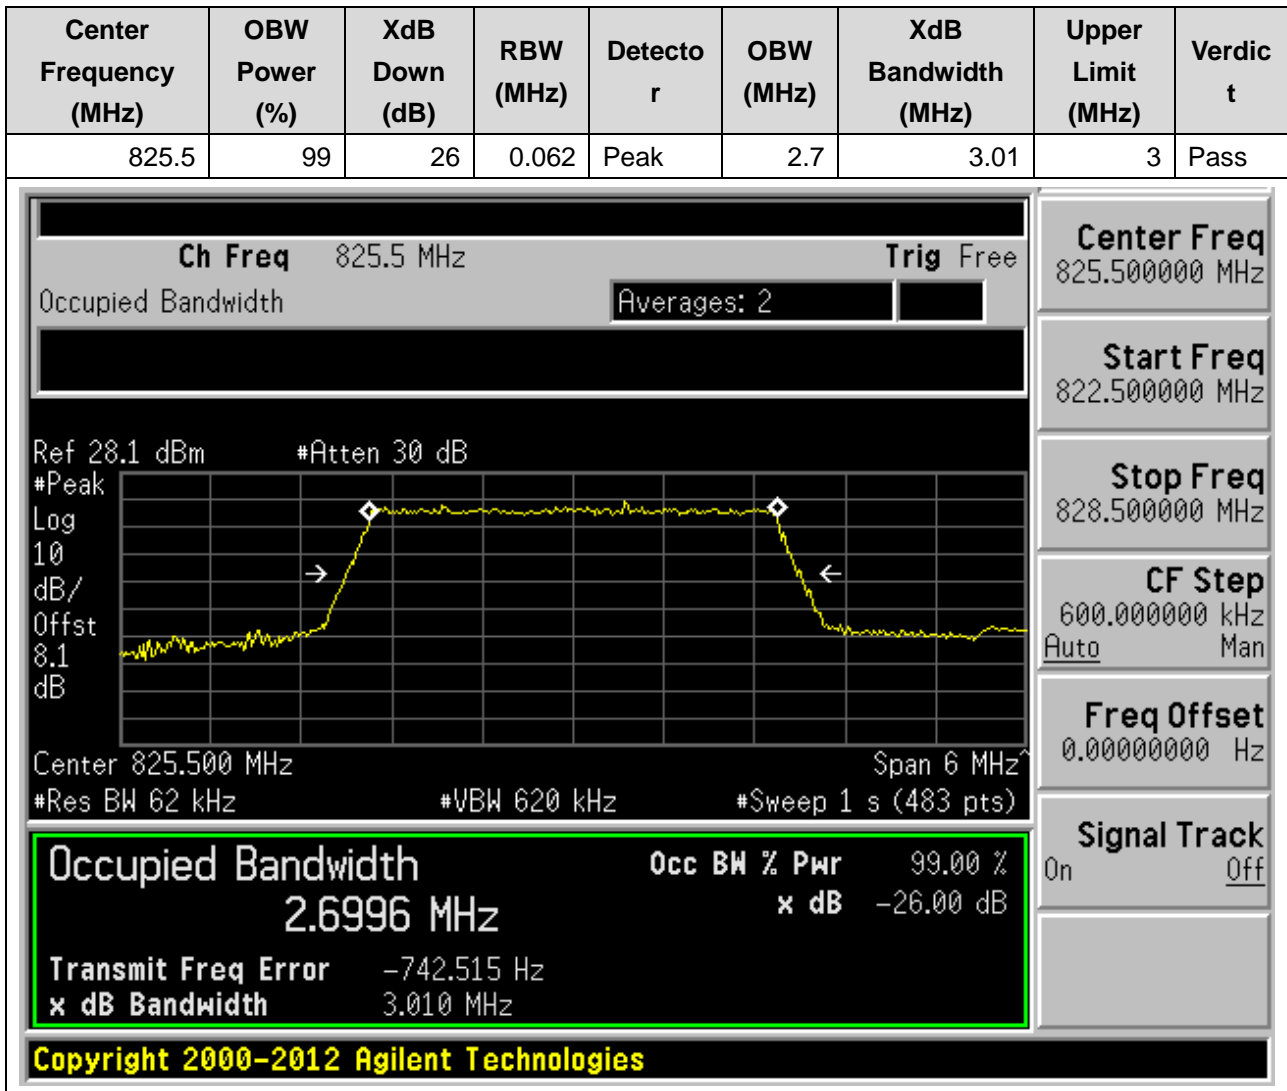 Center Frequency (MHz) OBW Power (%) XdB Down (dB) RBW (MHz) Detector OBW (MHz) XdB Bandwidth (MHz) Upper Limit (MHz) Verdict
825.5 99 26 0.062 Peak 2.7 3.01 3 Pass
Ch Freq 825.5 MHz Trig Free
Occupied Bandwidth Averages: 2
Ref 28.1 dBm #Atten 30 dB
#Peak
Log
10
dB/
Offst
8.1
dB
Center 825.500 MHz Span 6 MHz^
#Res BW 62 kHz #VBW 620 kHz #Sweep 1 s (483 pts)
Occupied Bandwidth Occ BW % Pwr 99.00 %
2.6996 MHz x dB -26.00 dB
Transmit Freq Error -742.515 Hz
x dB Bandwidth 3.010 MHz
Center Freq
825.500000 MHz
Start Freq
822.500000 MHz
Stop Freq
828.500000 MHz
CF Step
600.000000 kHz
Auto Man
Freq Offset
0.00000000 Hz
Signal Track
On Off
Copyright 2000-2012 Agilent Technologies